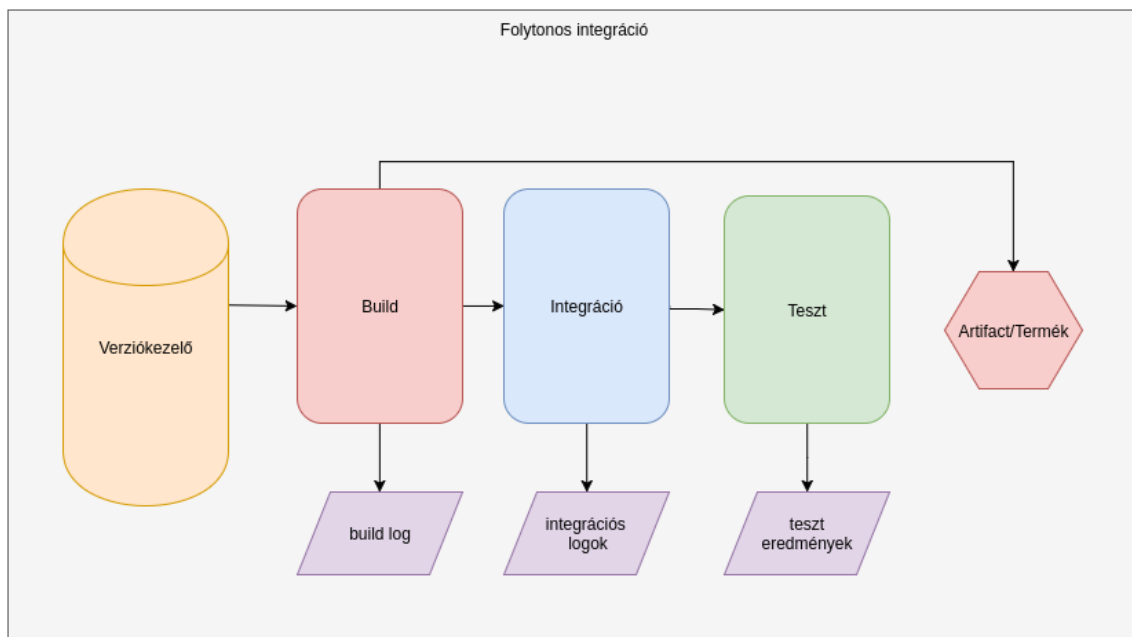 Folytonos integráció
Verziókezelő
Build
Integráció
Teszt
Artifact/Termék
build log
integrációs
logok
teszt
eredmények